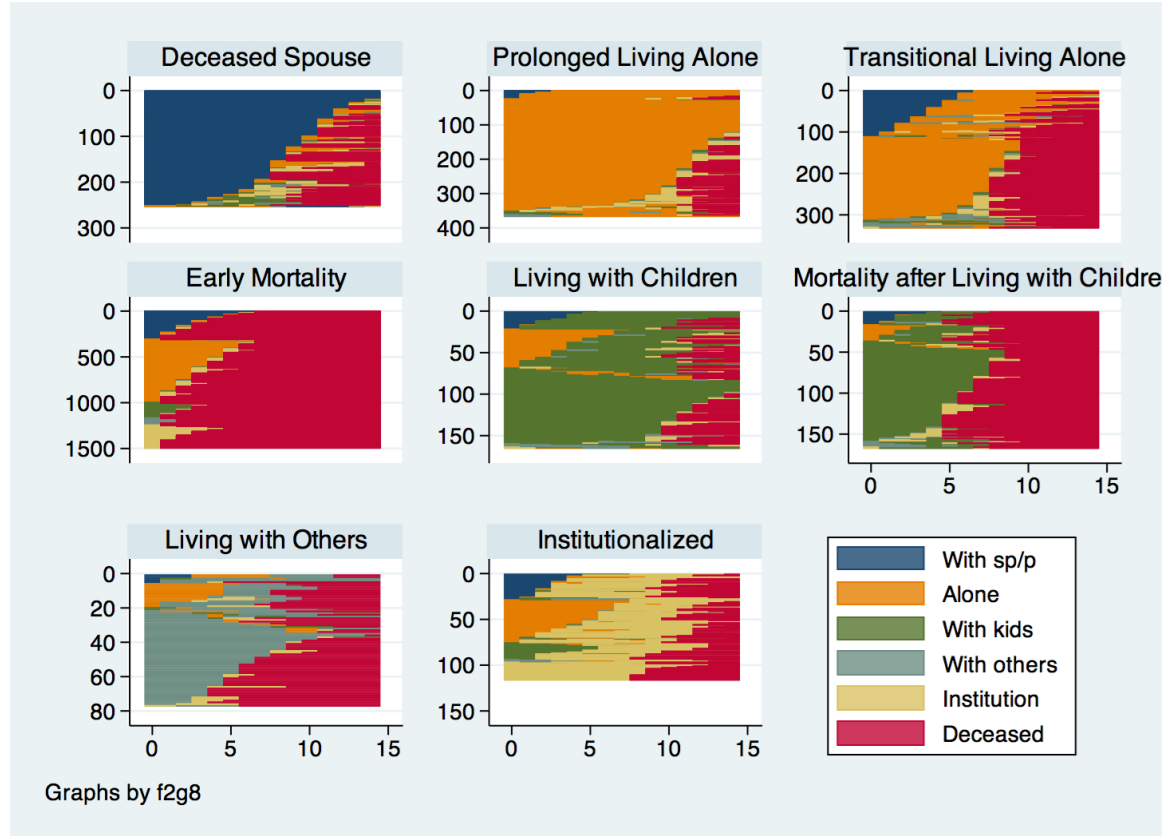 Deceased Spouse
0
100
200
300
Prolonged Living Alone
0
100
200
300
400
Transitional Living Alone
0
100
200
300
Early Mortality
0
500
1000
1500
Living with Children
0
50
100
150
Mortality after Living with Childre
0
50
100
150
0 5 10 15
Living with Others
0
20
40
60
80
0 5 10 15
Institutionalized
0
50
100
150
0 5 10 15
With sp/p
Alone
With kids
With others
Institution
Deceased
Graphs by f2g8